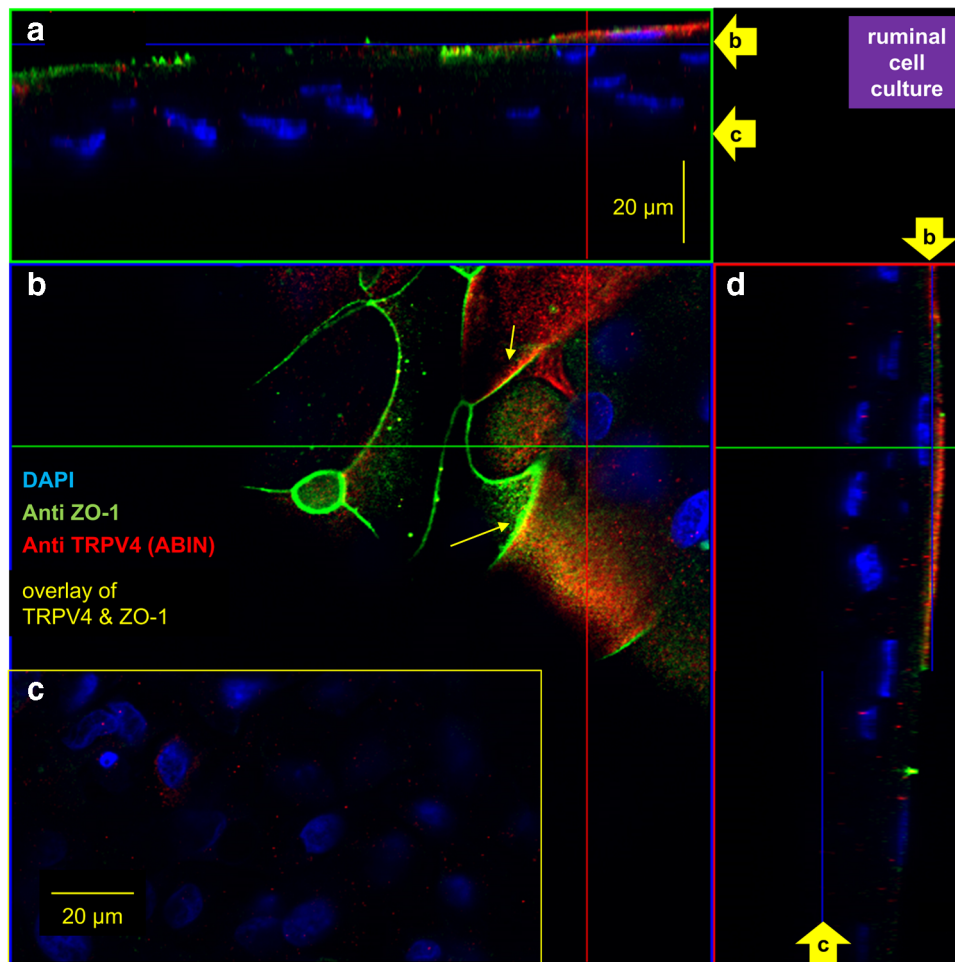 a
b
c
ruminal
cell
culture
20 µm
b
b
d
DAPI
Anti ZO-1
Anti TRPV4 (ABIN)
overlay of
TRPV4 & ZO-1
c
20 µm
c